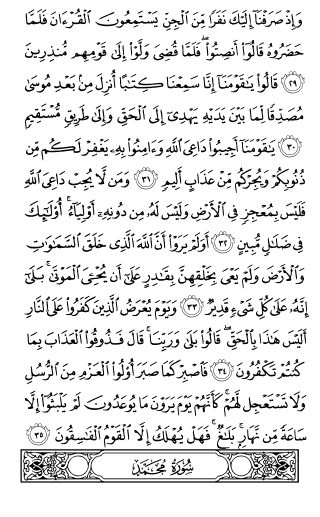 وَإِذْ صَرَفْنَآ إِلَيْكَ نَفَرًا مِّنَ ٱلْجِنِّ يَسْتَمِعُونَ ٱلْقُرْءَانَ فَلَمَّا
حَضَرُوهُ قَالُوٓا۟ أَنصِتُوا۟ ۖ فَلَمَّا قُضِىَ وَلَّوْا۟ إِلَىٰ قَوْمِهِم مُّنذِرِينَ
٢٩ قَالُوا۟ يَـٰقَوْمَنَآ إِنَّا سَمِعْنَا كِتَـٰبًا أُنزِلَ مِنۢ بَعْدِ مُوسَىٰ
مُصَدِّقًا لِّمَا بَيْنَ يَدَيْهِ يَهْدِىٓ إِلَى ٱلْحَقِّ وَإِلَىٰ طَرِيقٍ مُّسْتَقِيمٍ
٣٠ يَـٰقَوْمَنَآ أَجِيبُوا۟ دَاعِىَ ٱللَّهِ وَءَامِنُوا۟ بِهِۦ يَغْفِرْ لَكُم مِّن
ذُنُوبِكُمْ وَيُجِرْكُم مِّنْ عَذَابٍ أَلِيمٍ ٣١ وَمَن لَّا يُجِبْ دَاعِىَ ٱللَّهِ
فَلَيْسَ بِمُعْجِزٍ فِى ٱلْأَرْضِ وَلَيْسَ لَهُۥ مِن دُونِهِۦٓ أَوْلِيَآءُ ۚ أُو۟لَـٰٓئِكَ
فِى ضَلَـٰلٍ مُّبِينٍ ٣٢ أَوَلَمْ يَرَوْا۟ أَنَّ ٱللَّهَ ٱلَّذِى خَلَقَ ٱلسَّمَـٰوَٰتِ
وَٱلْأَرْضَ وَلَمْ يَعْىَ بِخَلْقِهِنَّ بِقَـٰدِرٍ عَلَىٰٓ أَن يُحْـِۧىَ ٱلْمَوْتَىٰ ۚ بَلَىٰٓ
إِنَّهُۥ عَلَىٰ كُلِّ شَىْءٍ قَدِيرٌ ٣٣ وَيَوْمَ يُعْرَضُ ٱلَّذِينَ كَفَرُوا۟ عَلَى ٱلنَّارِ
أَلَيْسَ هَـٰذَا بِٱلْحَقِّ ۖ قَالُوا۟ بَلَىٰ وَرَبِّنَا ۚ قَالَ فَذُوقُوا۟ ٱلْعَذَابَ بِمَا
كُنتُمْ تَكْفُرُونَ ٣٤ فَٱصْبِرْ كَمَا صَبَرَ أُو۟لُوا۟ ٱلْعَزْمِ مِنَ ٱلرُّسُلِ
وَلَا تَسْتَعْجِل لَّهُمْ ۚ كَأَنَّهُمْ يَوْمَ يَرَوْنَ مَا يُوعَدُونَ لَمْ يَلْبَثُوٓا۟ إِلَّا
سَاعَةً مِّن نَّهَارٍۭ ۚ بَلَـٰغٌ ۚ فَهَلْ يُهْلَكُ إِلَّا ٱلْقَوْمُ ٱلْفَـٰسِقُونَ ٣٥
سُورَةُ مُحَمَّدٍ